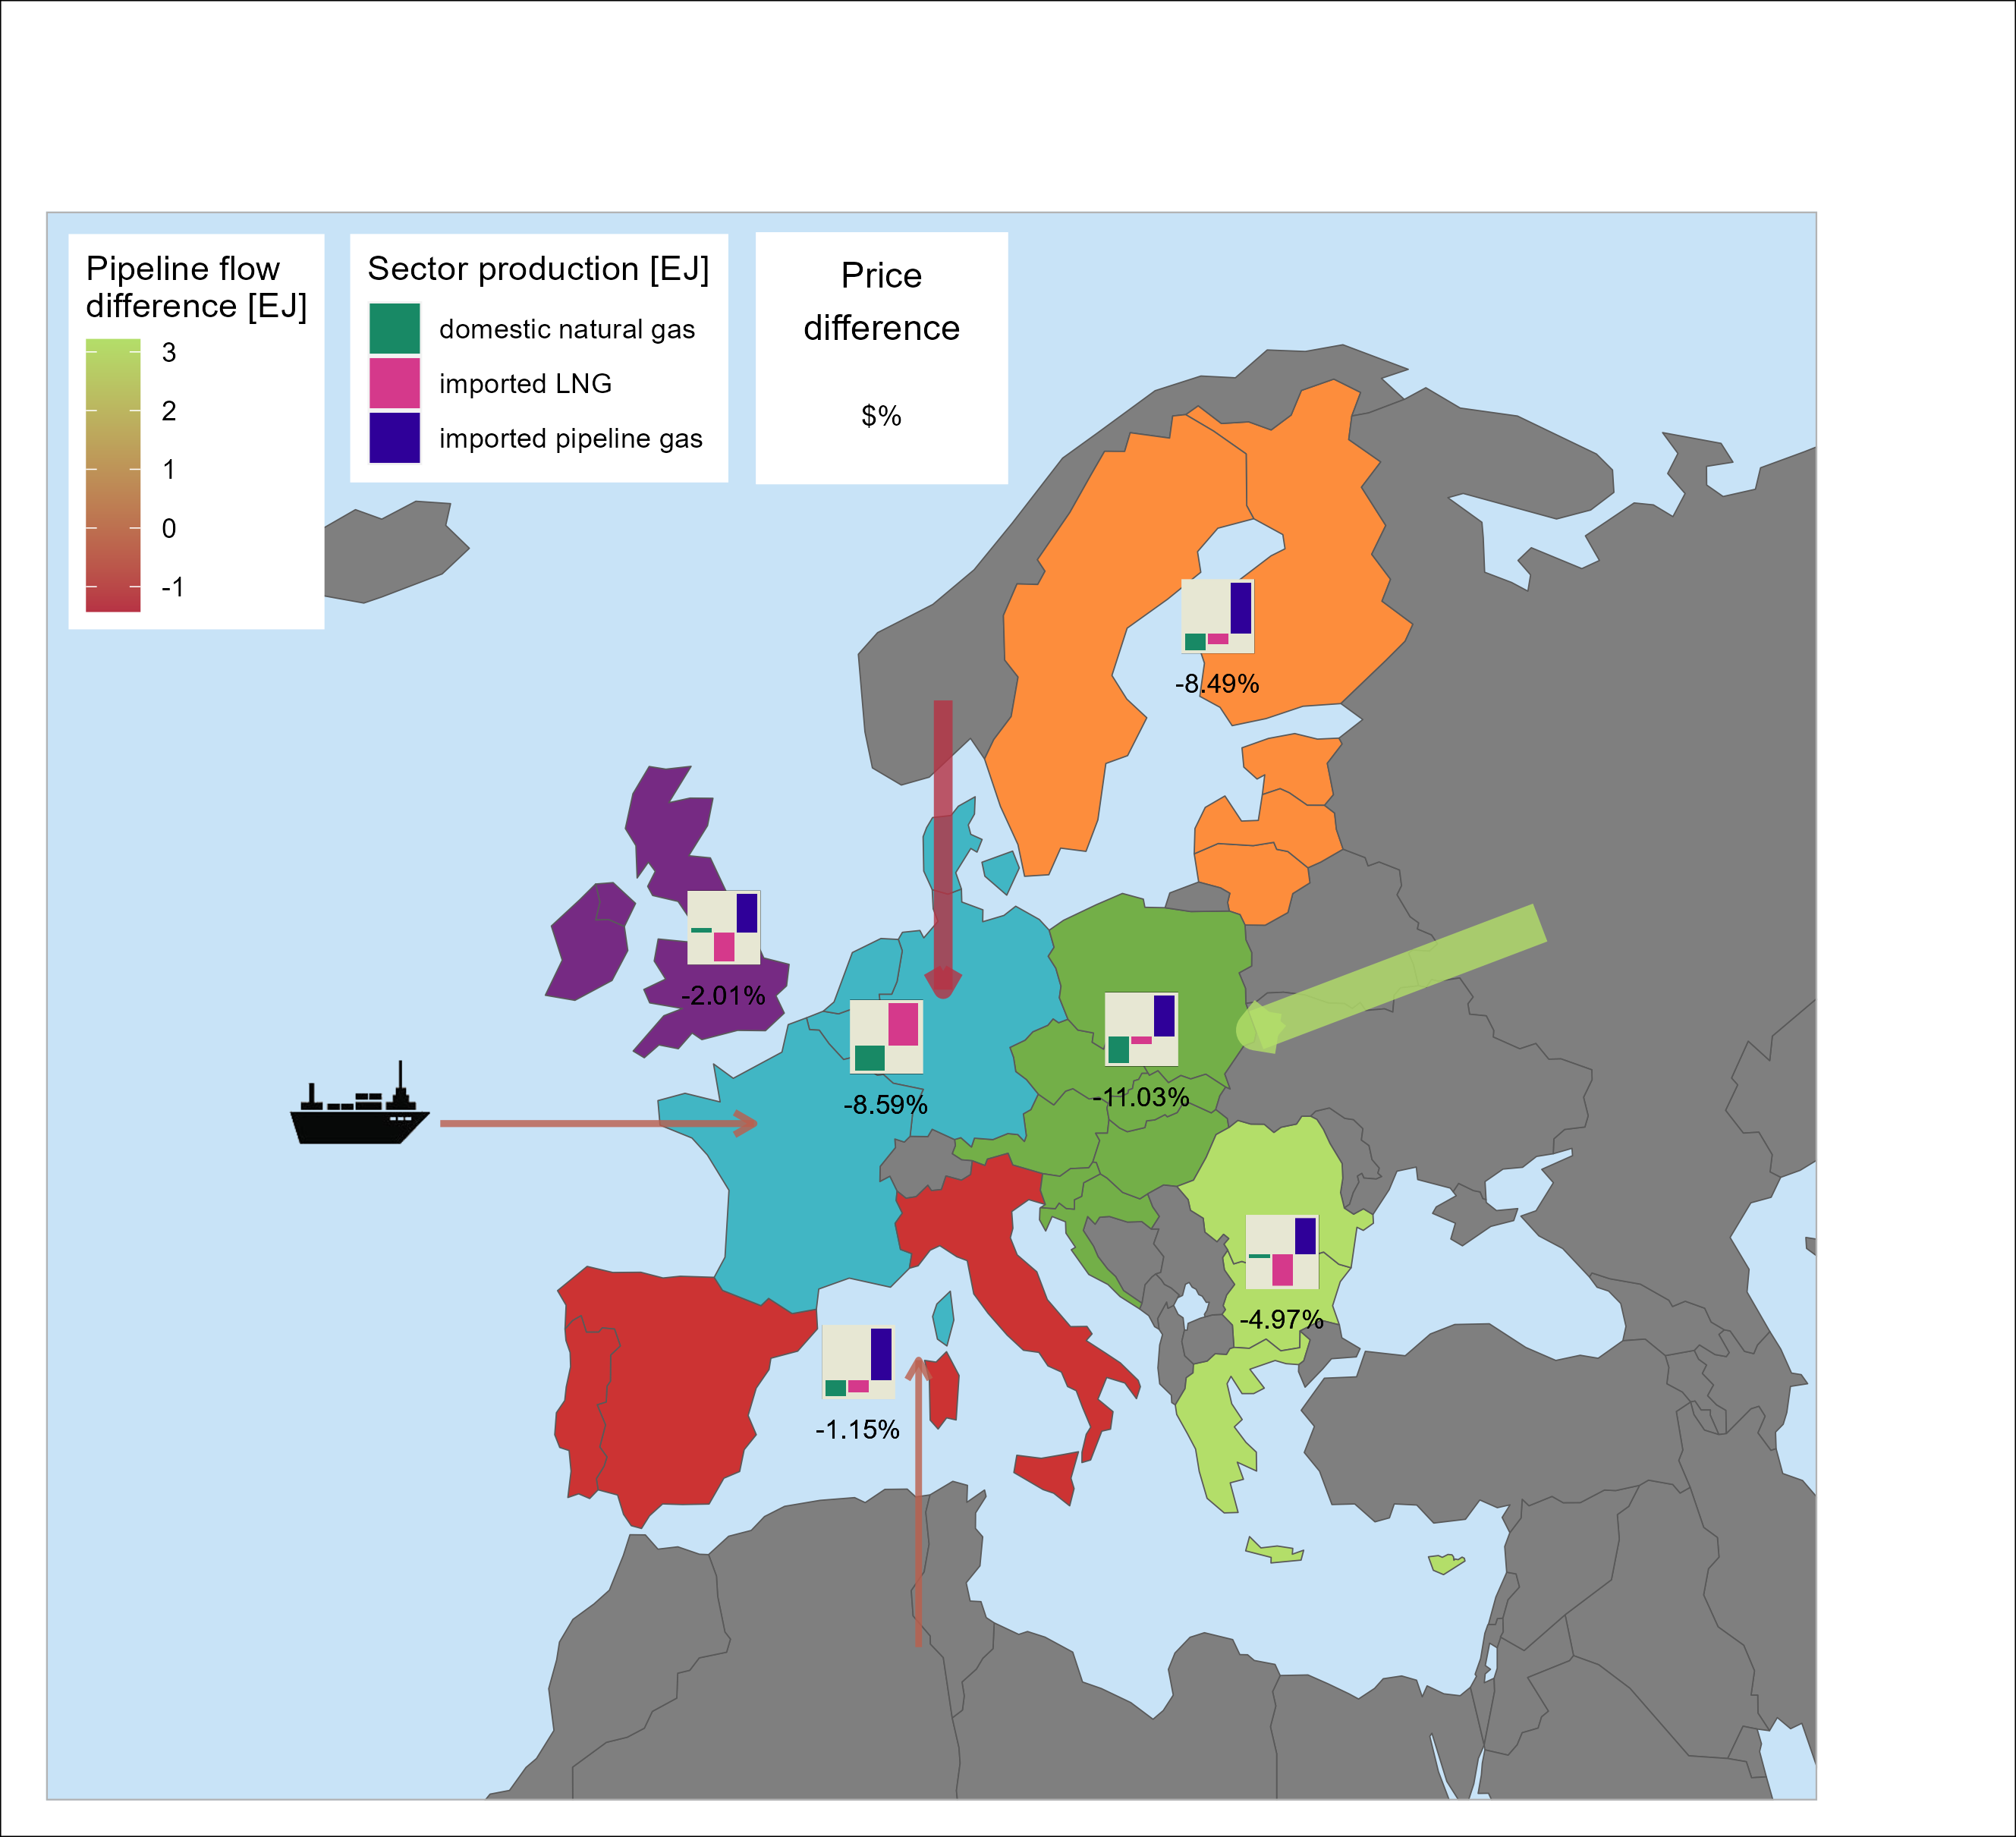 Pipeline flow
difference [EJ]
3
2
1
0
-1
Sector production [EJ]
domestic natural gas
imported LNG
imported pipeline gas
Price
difference
$%
-8.49%
-2.01%
-8.59%
-11.03%
-4.97%
-1.15%